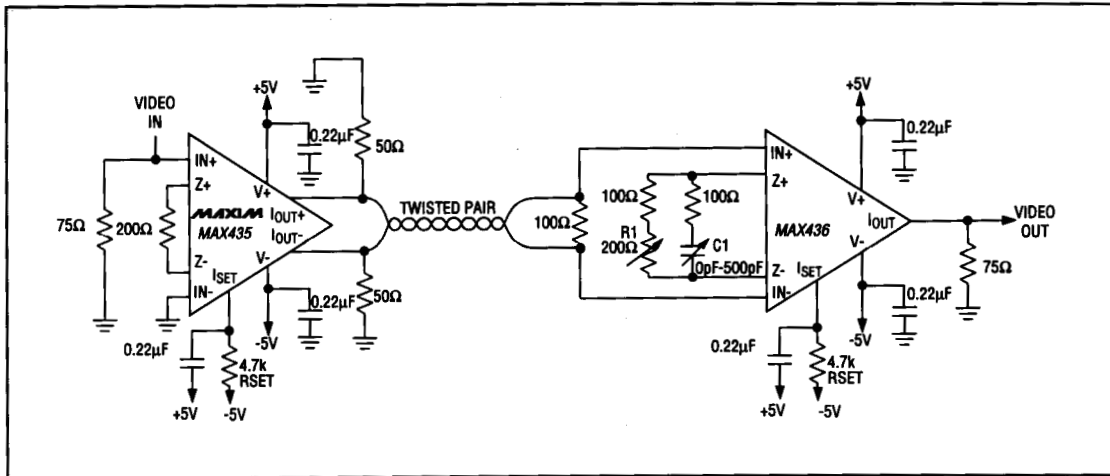 VIDEO
IN
75Ω
200Ω
IN+
Z+
MAXIM
MAX435
Z-
ISET
IN-
V+
IOUT+
IOUT-
V-
+5V
0.22µF
50Ω
0.22µF
50Ω
-5V
0.22µF
4.7k
RSET
+5V
-5V
TWISTED PAIR
100Ω
100Ω
R1
200Ω
100Ω
C1
0pF-500pF
IN+
Z+
MAX436
Z-
ISET
IN-
V+
IOUT
V-
+5V
0.22µF
VIDEO
OUT
75Ω
0.22µF
-5V
0.22µF
4.7k
RSET
+5V
-5V